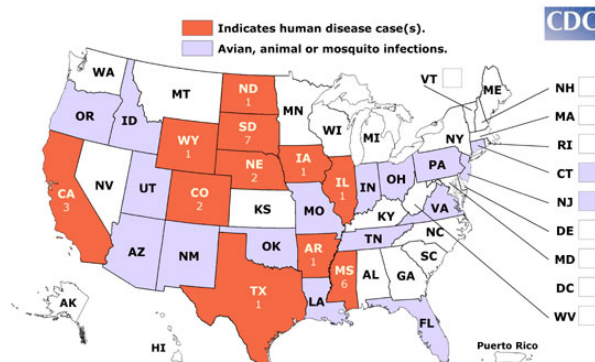 Indicates human disease case(s).
Avian, animal or mosquito infections.
CDC
WA
MT
ND
1
MN
VT
ME
NH
OR
ID
SD
7
WI
MI
NY
MA
WY
1
RI
NE
2
IA
1
PA
CT
CA
3
NV
UT
CO
2
IL
1
IN
OH
NJ
KS
MO
KY
VA
DE
AZ
NM
OK
AR
1
TN
NC
MD
SC
DC
TX
1
MS
6
AL
GA
WV
AK
LA
FL
HI
Puerto Rico